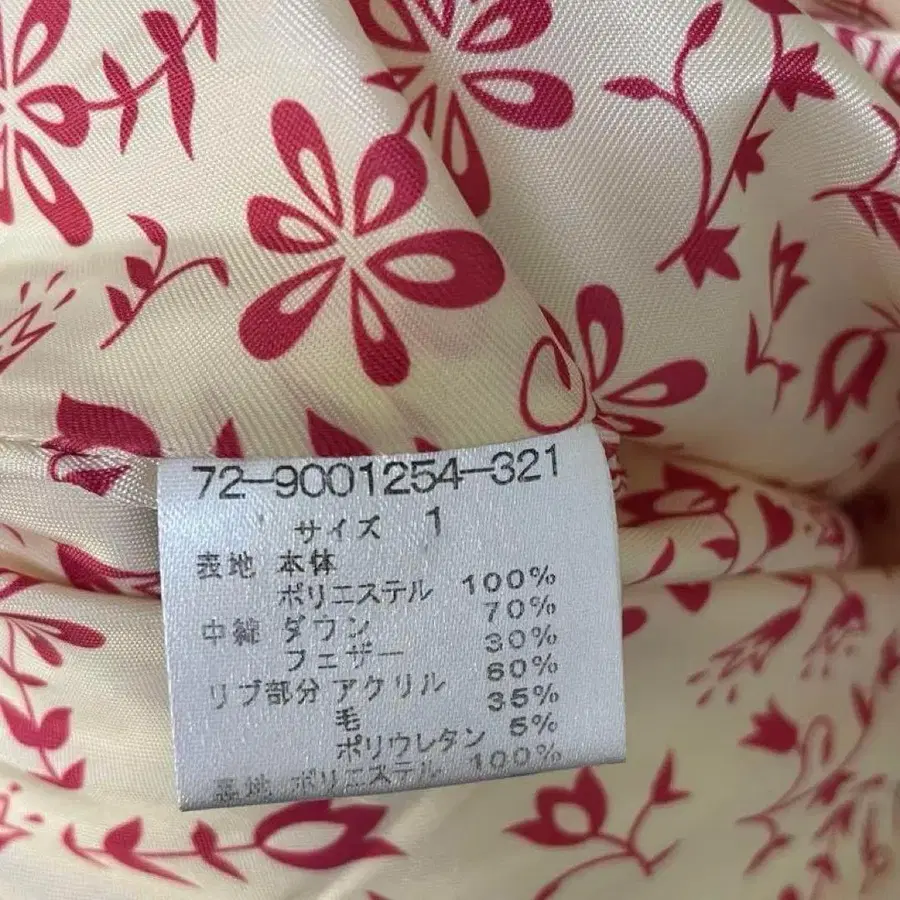 72-9001254-321
サイズ 1
表地 本体
ポリエステル 100%
中綿 ダウン 70%
フェザー 30%
リブ部分 アクリル 60%
毛 35%
ポリウレタン 5%
裏地 ポリエステル 100%